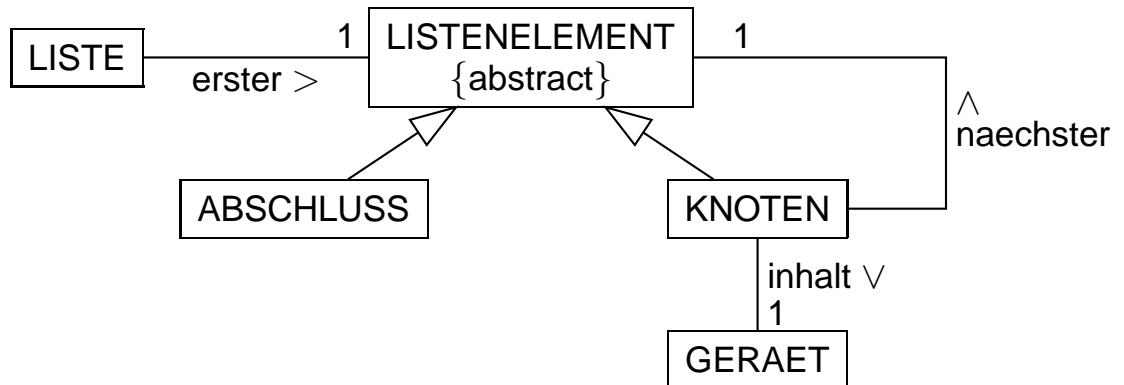 LISTE
1
LISTENELEMENT
1
{abstract}
erster >
∧
naechster
ABSCHLUSS
KNOTEN
inhalt ∨
1
GERAET